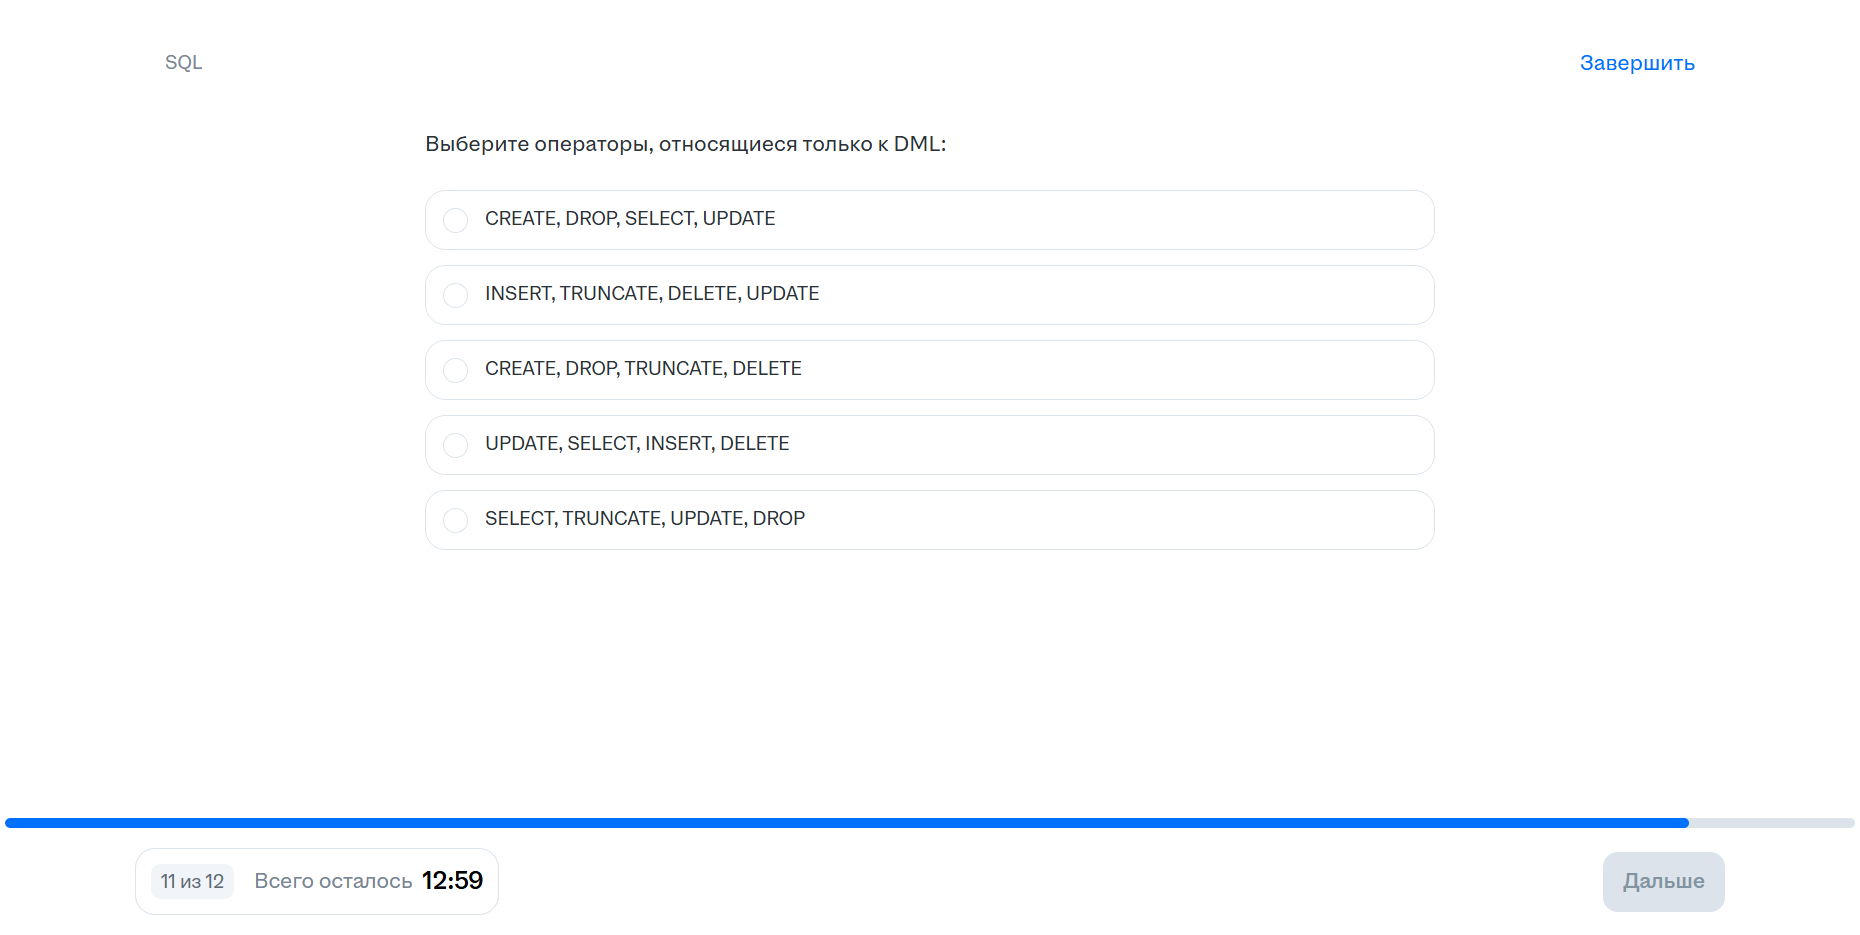 SQL
Завершить
Выберите операторы, относящиеся только к DML:
CREATE, DROP, SELECT, UPDATE
INSERT, TRUNCATE, DELETE, UPDATE
CREATE, DROP, TRUNCATE, DELETE
UPDATE, SELECT, INSERT, DELETE
SELECT, TRUNCATE, UPDATE, DROP
11 из 12
Всего осталось 12:59
Дальше